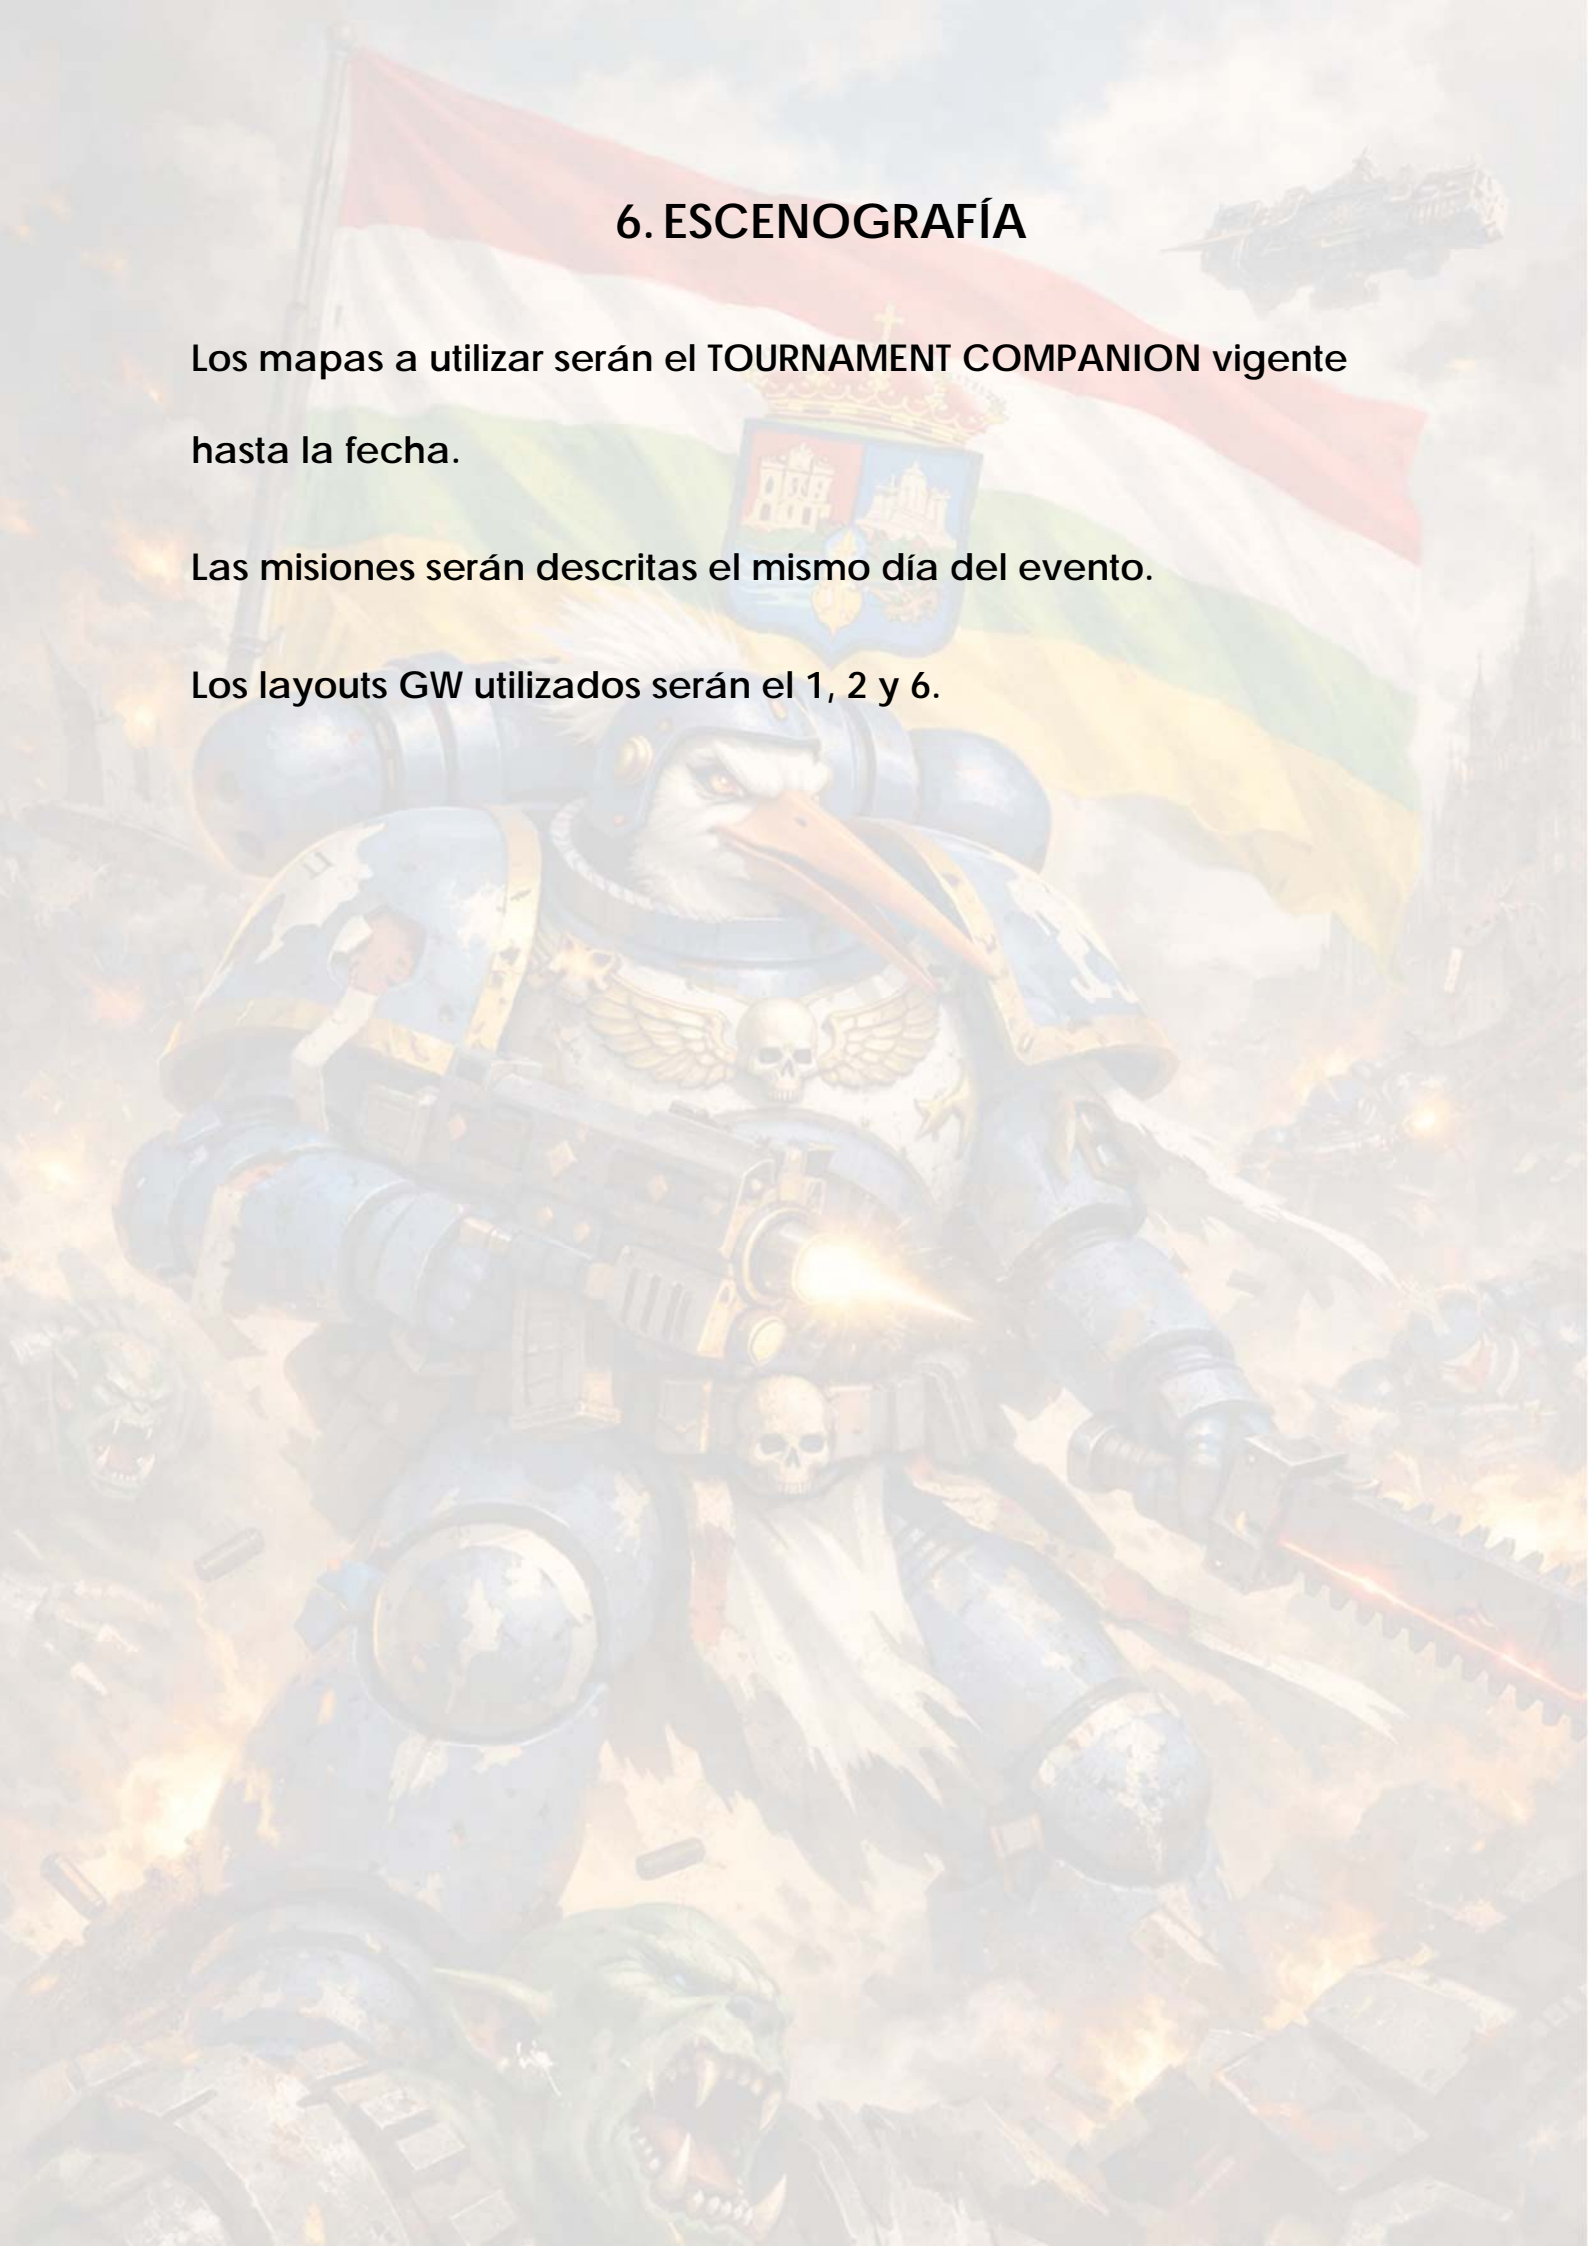 6. ESCENOGRAFÍA
Los mapas a utilizar serán el TOURNAMENT COMPANION vigente
hasta la fecha.
Las misiones serán descritas el mismo día del evento.
Los layouts GW utilizados serán el 1, 2 y 6.